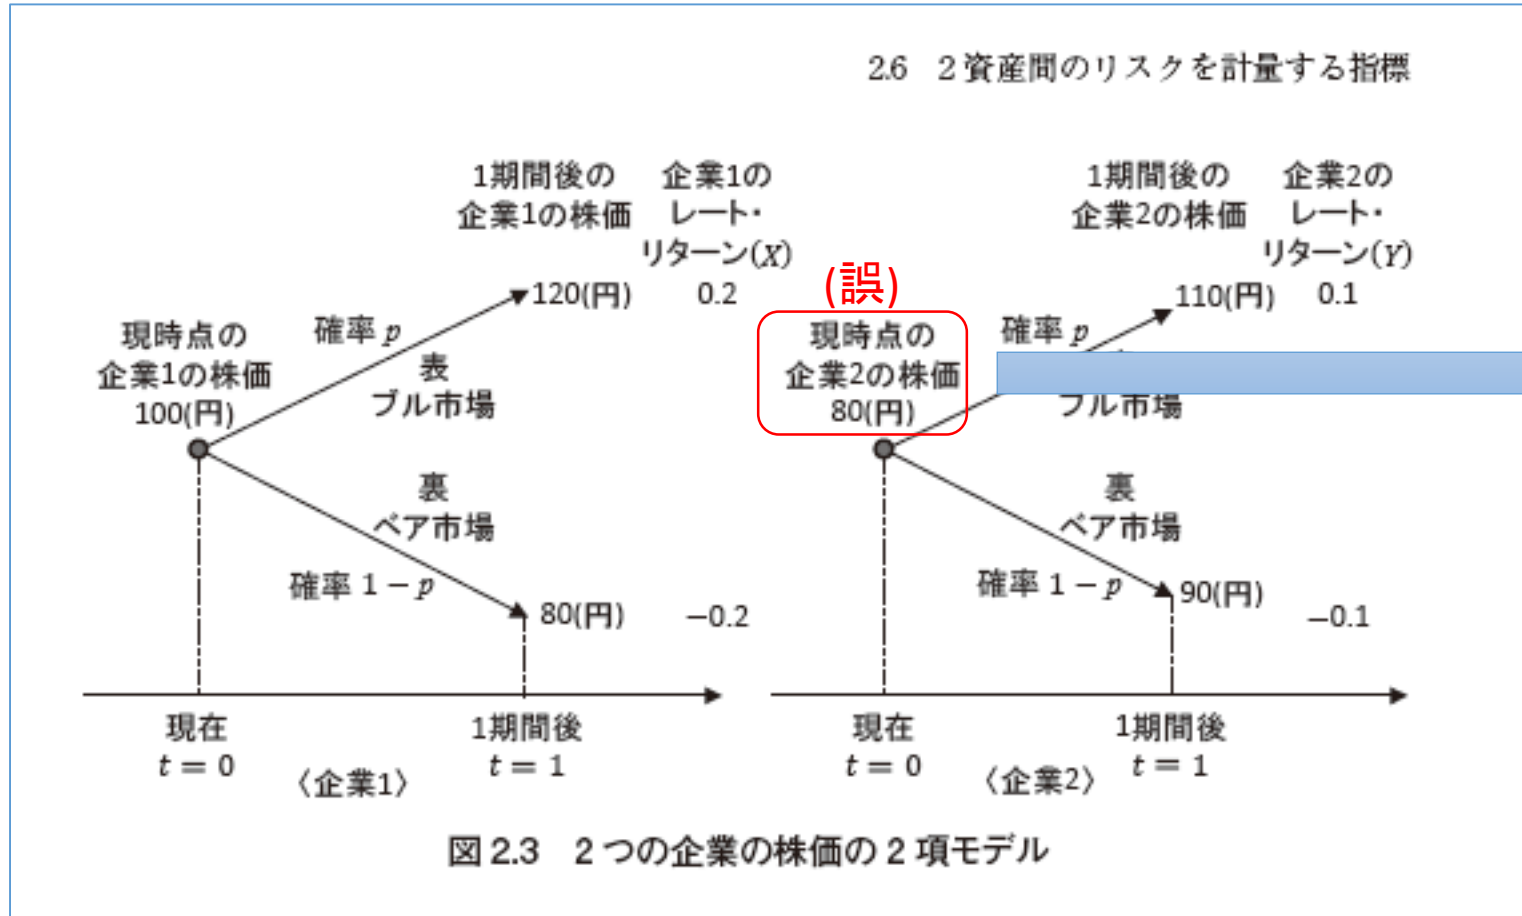 2.6 2資産間のリスクを計量する指標
1期間後の
企業1の株価
企業1の
レート・
リターン(X)
120(円) 0.2
確率 p
表
ブル市場
現時点の
企業1の株価
100(円)
裏
ベア市場
確率 1－p
80(円) －0.2
現在
t = 0
〈企業1〉
1期間後
t = 1
1期間後の
企業2の株価
企業2の
レート・
リターン(Y)
(誤)
110(円) 0.1
確率 p
ブル市場
現時点の
企業2の株価
80(円)
裏
ベア市場
確率 1－p
90(円) －0.1
現在
t = 0
〈企業2〉
1期間後
t = 1
図 2.3 2つの企業の株価の2項モデル